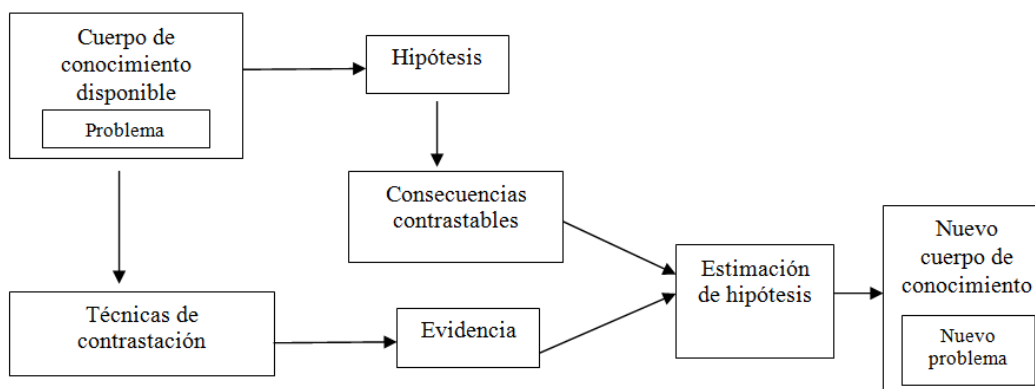 Cuerpo de
conocimiento
disponible
Problema
Hipótesis
Consecuencias
contrastables
Técnicas de
contrastación
Evidencia
Estimación
de hipótesis
Nuevo
cuerpo de
conocimiento
Nuevo
problema